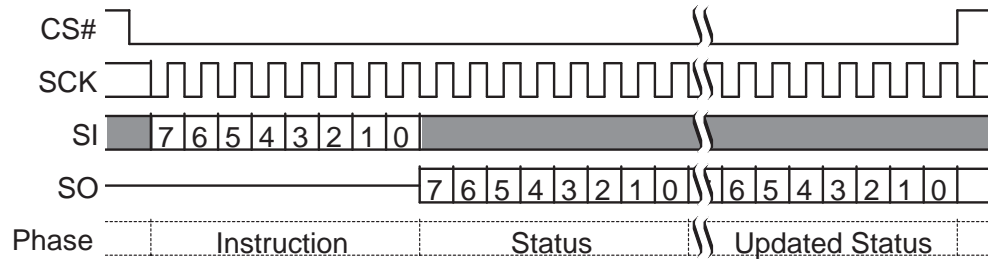 CS#
SCK
SI 7 6 5 4 3 2 1 0
SO 7 6 5 4 3 2 1 0 6 5 4 3 2 1 0
Phase Instruction Status Updated Status